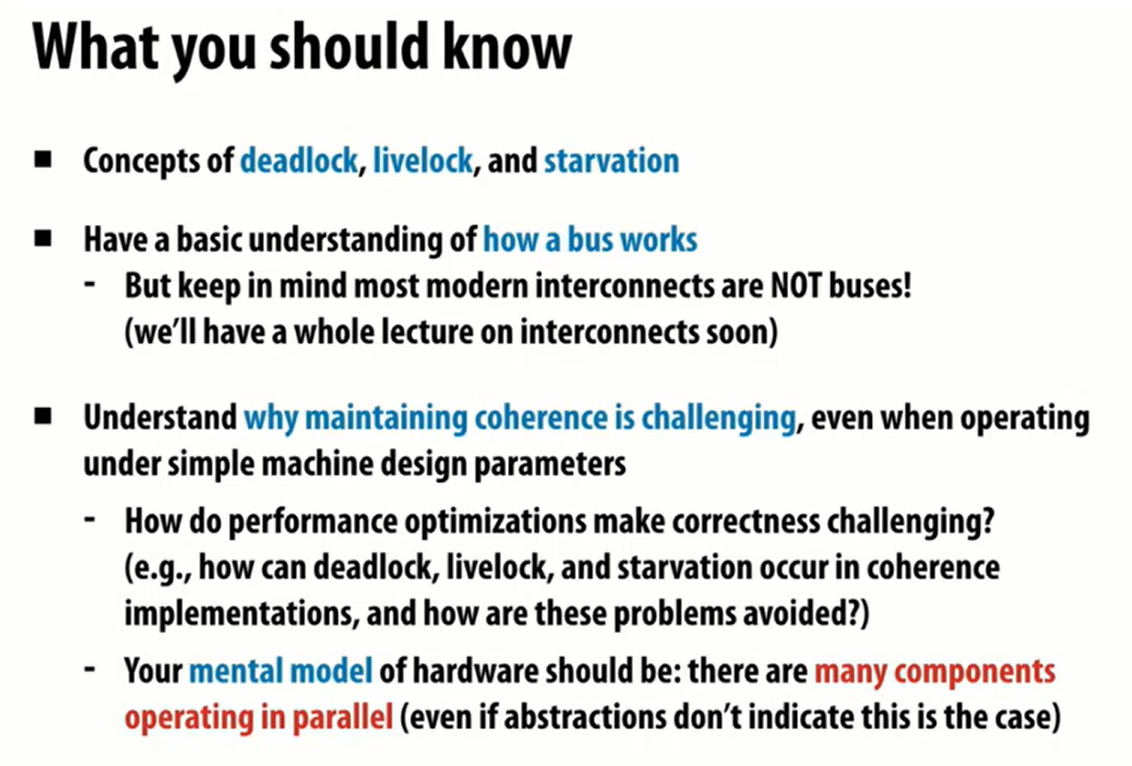 What you should know
■ Concepts of deadlock, livelock, and starvation
■ Have a basic understanding of how a bus works
- But keep in mind most modern interconnects are NOT buses!
(we'll have a whole lecture on interconnects soon)
■ Understand why maintaining coherence is challenging, even when operating
under simple machine design parameters
- How do performance optimizations make correctness challenging?
(e.g., how can deadlock, livelock, and starvation occur in coherence
implementations, and how are these problems avoided?)
- Your mental model of hardware should be: there are many components
operating in parallel (even if abstractions don't indicate this is the case)